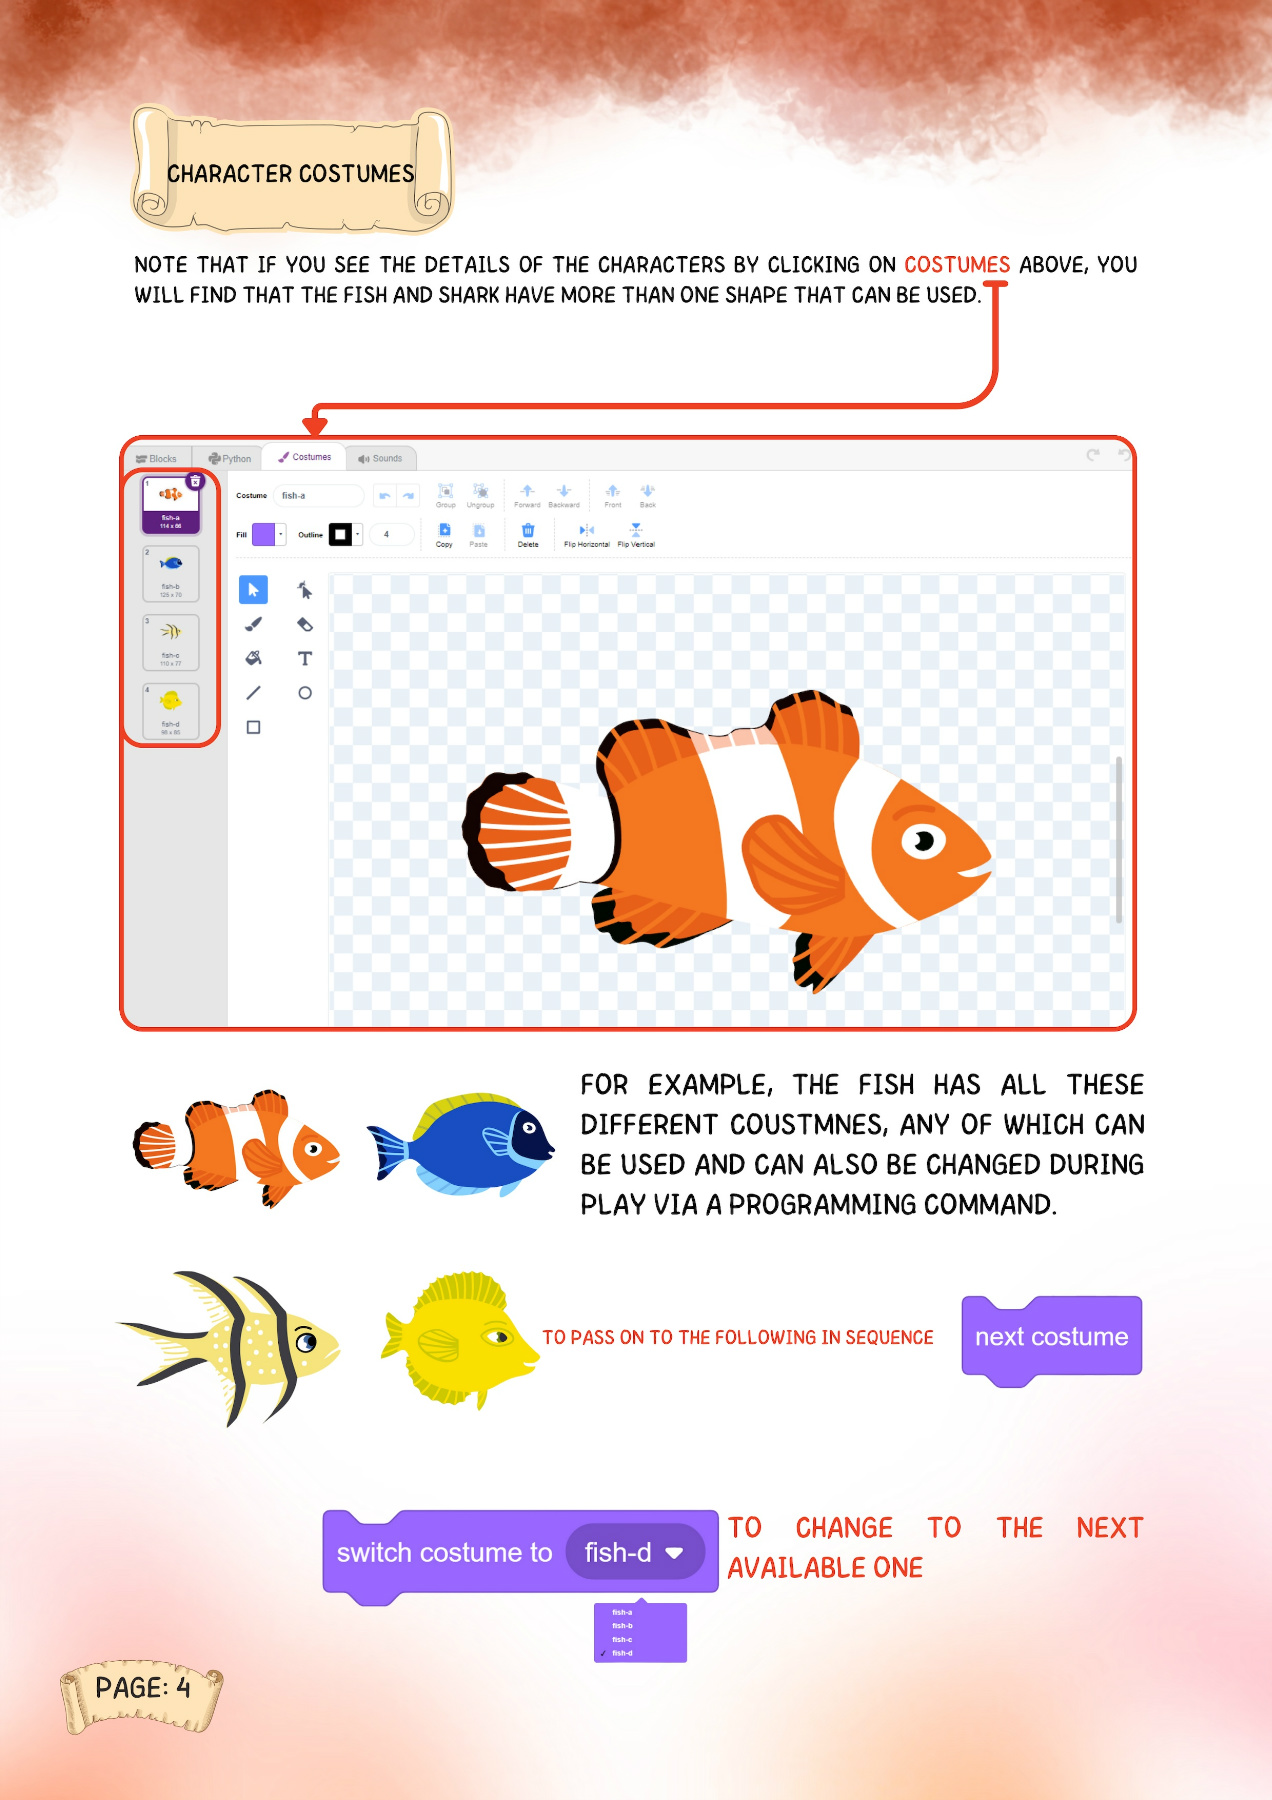 CHARACTER COSTUMES
NOTE THAT IF YOU SEE THE DETAILS OF THE CHARACTERS BY CLICKING ON COSTUMES ABOVE, YOU
WILL FIND THAT THE FISH AND SHARK HAVE MORE THAN ONE SHAPE THAT CAN BE USED.
Blocks Python Costumes Sounds
1
fish-a
114 x 86
2
fish-b
125 x 70
3
fish-c
110 x 77
4
fish-d
98 x 85
Costume fish-a Group Ungroup Forward Backward Front Back
Fill Outline 4 Copy Paste Delete Flip Horizontal Flip Vertical
T
FOR EXAMPLE, THE FISH HAS ALL THESE
DIFFERENT COUSTMNES, ANY OF WHICH CAN
BE USED AND CAN ALSO BE CHANGED DURING
PLAY VIA A PROGRAMMING COMMAND.
TO PASS ON TO THE FOLLOWING IN SEQUENCE
next costume
switch costume to fish-d
TO CHANGE TO THE NEXT
AVAILABLE ONE
fish-a
fish-b
fish-c
fish-d
PAGE: 4